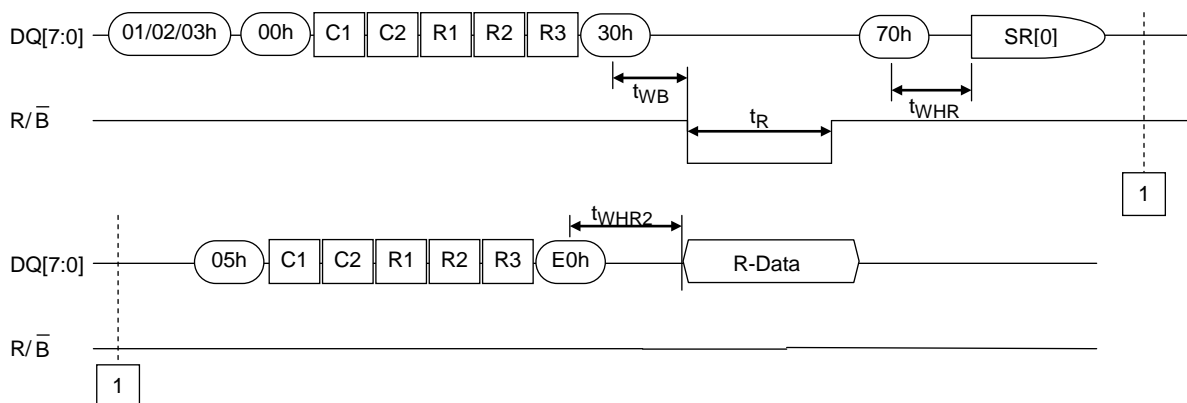 DQ[7:0] 01/02/03h 00h C1 C2 R1 R2 R3 30h 70h SR[0]
tWB tWHR
R/B̅ tR
1
tWHR2
DQ[7:0] 05h C1 C2 R1 R2 R3 E0h R-Data
R/B̅
1